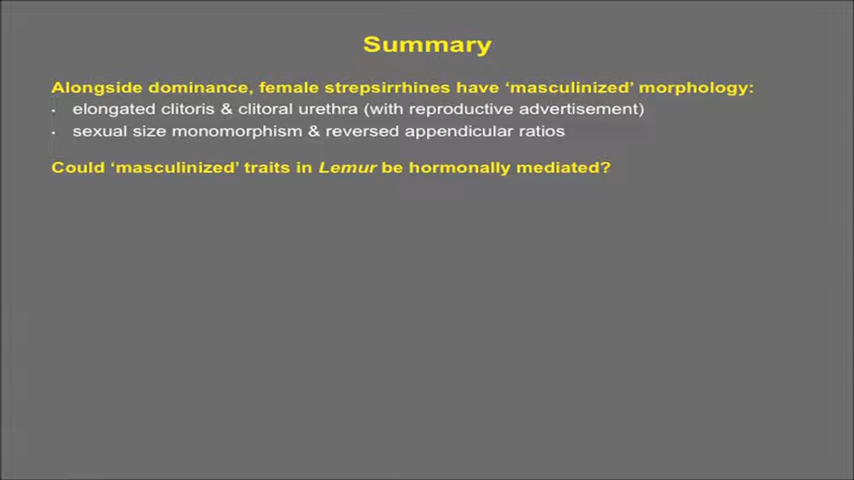 Summary
Alongside dominance, female strepsirrhines have ‘masculinized’ morphology:
· elongated clitoris & clitoral urethra (with reproductive advertisement)
· sexual size monomorphism & reversed appendicular ratios
Could ‘masculinized’ traits in Lemur be hormonally mediated?